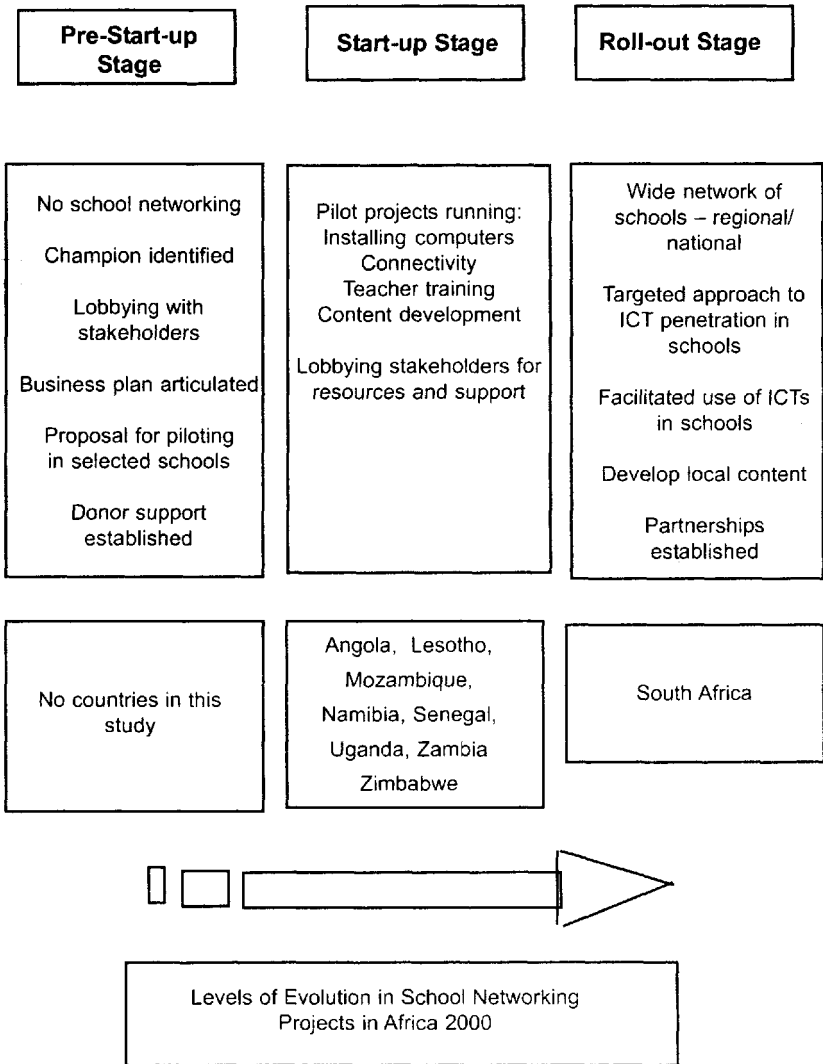 Pre-Start-up
Stage
Start-up Stage
Roll-out Stage
No school networking
Champion identified
Lobbying with
stakeholders
Business plan articulated
Proposal for piloting
in selected schools
Donor support
established
Pilot projects running:
Installing computers
Connectivity
Teacher training
Content development
Lobbying stakeholders for
resources and support
Wide network of
schools – regional/
national
Targeted approach to
ICT penetration in
schools
Facilitated use of ICTs
in schools
Develop local content
Partnerships
established
No countries in this
study
Angola, Lesotho,
Mozambique,
Namibia, Senegal,
Uganda, Zambia
Zimbabwe
South Africa
Levels of Evolution in School Networking
Projects in Africa 2000